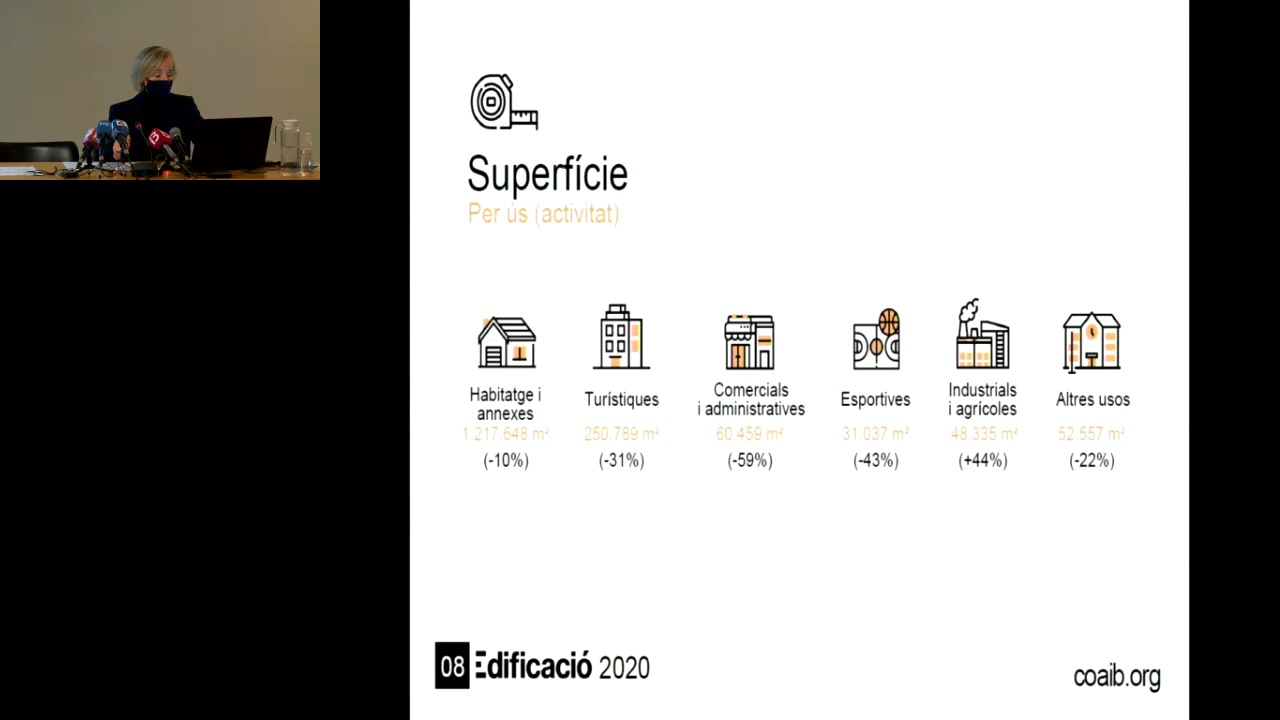 Superfície
Per ús (activitat)
Habitatge i
annexes
1.217.648 m²
(-10%)
Turístiques
250.789 m²
(-31%)
Comercials
i administratives
60.459 m²
(-59%)
Esportives
31.037 m²
(-43%)
Industrials
i agrícoles
48.335 m²
(+44%)
Altres usos
52.557 m²
(-22%)
08 Edificació 2020
coaib.org